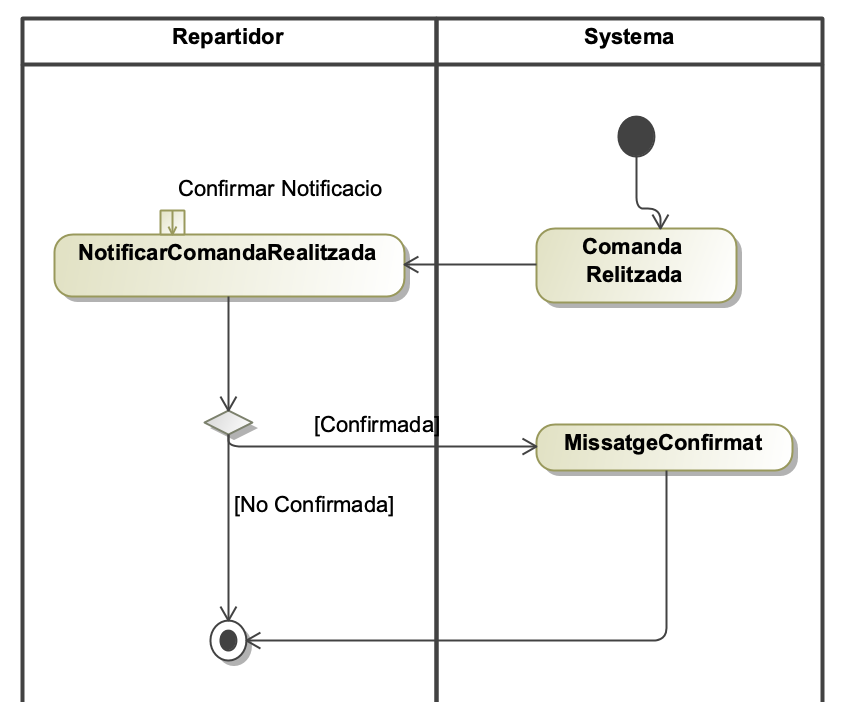 Repartidor
Systema
Confirmar Notificacio
NotificarComandaRealitzada
Comanda
Relitzada
[Confirmada]
MissatgeConfirmat
[No Confirmada]